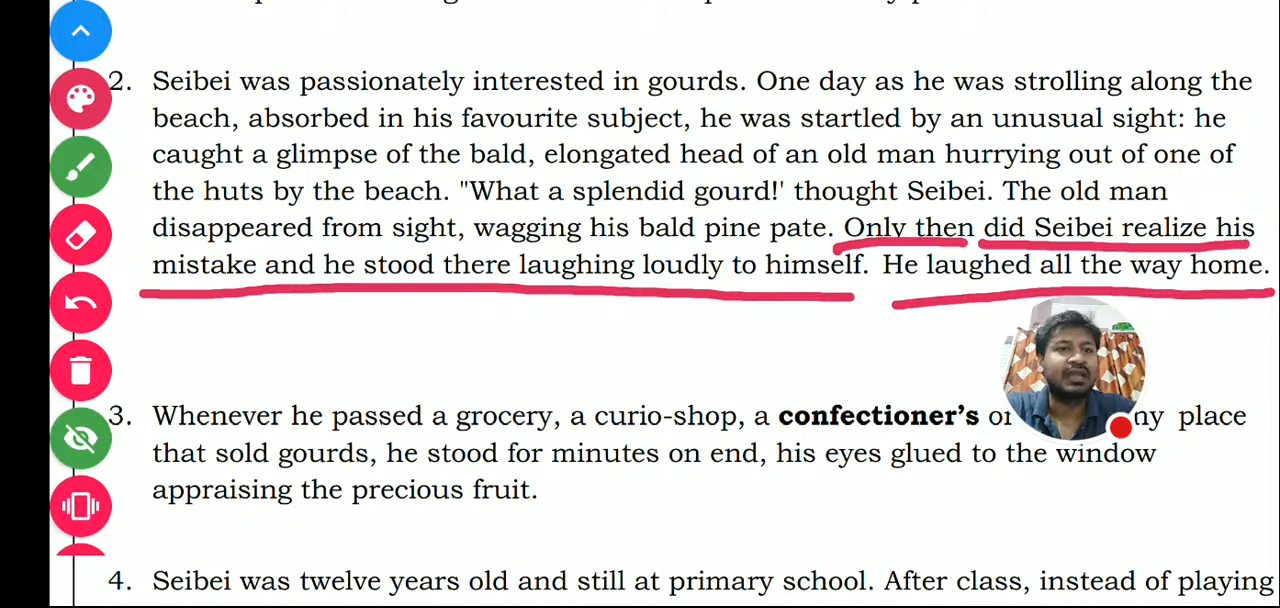 2. Seibei was passionately interested in gourds. One day as he was strolling along the
beach, absorbed in his favourite subject, he was startled by an unusual sight: he
caught a glimpse of the bald, elongated head of an old man hurrying out of one of
the huts by the beach. "What a splendid gourd!' thought Seibei. The old man
disappeared from sight, wagging his bald pine pate. Only then did Seibei realize his
mistake and he stood there laughing loudly to himself. He laughed all the way home.
3. Whenever he passed a grocery, a curio-shop, a confectioner's or ny place
that sold gourds, he stood for minutes on end, his eyes glued to the window
appraising the precious fruit.
4. Seibei was twelve years old and still at primary school. After class, instead of playing